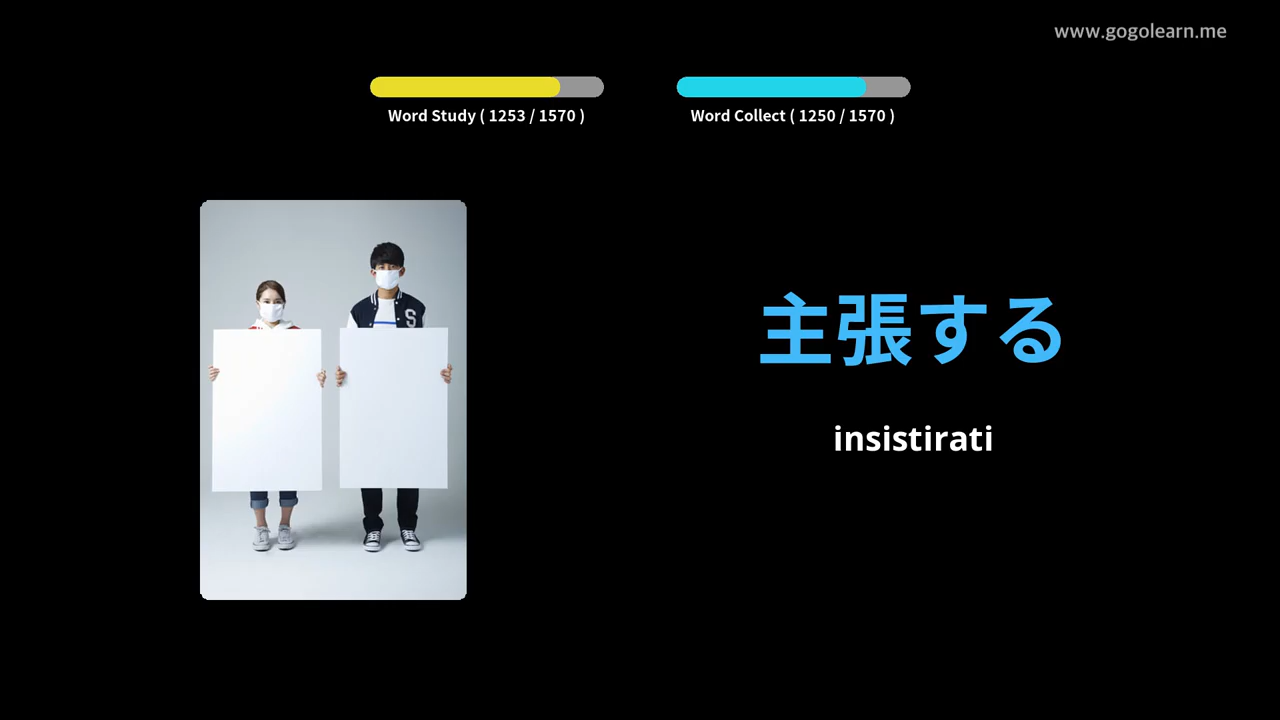 www.gogolearn.me
Word Study ( 1253 / 1570 )
Word Collect ( 1250 / 1570 )
S
主張する
insistirati